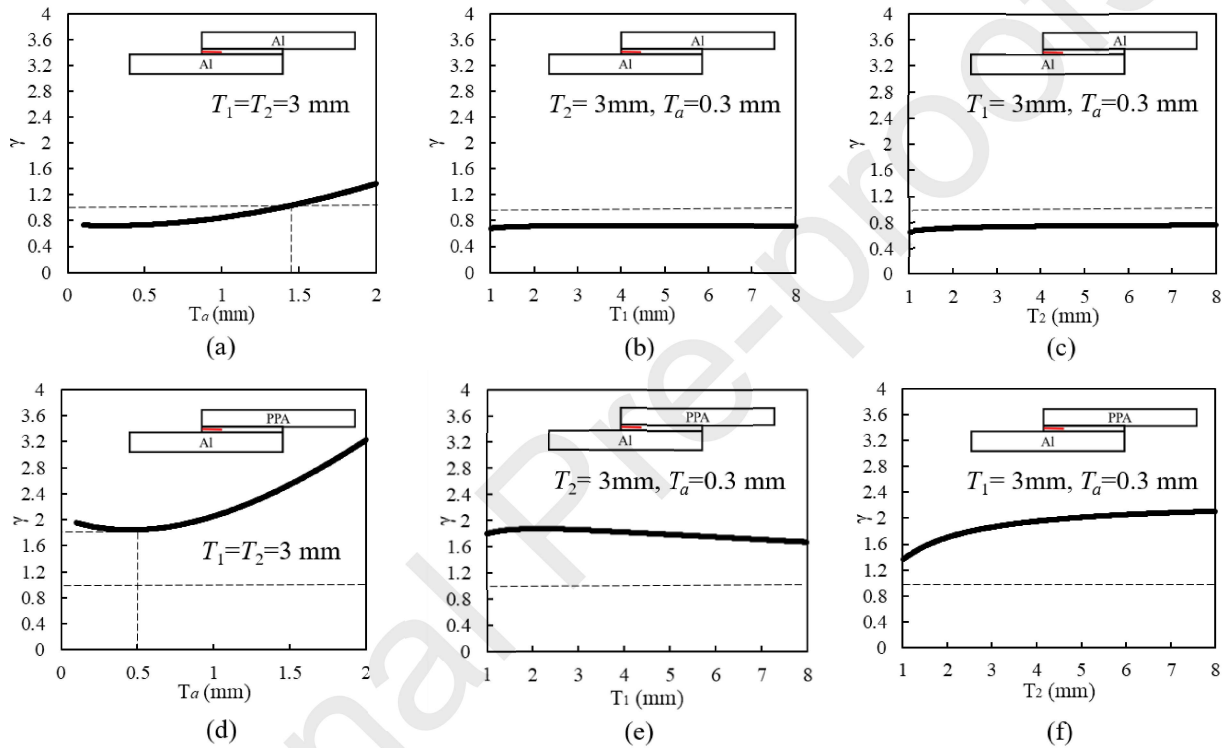 4
3.6
3.2
2.8
2.4
2
1.6
1.2
0.8
0.4
0
γ
Al
Al
T1=T2=3 mm
0 0.5 1 1.5 2
Ta (mm)
(a)
4
3.6
3.2
2.8
2.4
2
1.6
1.2
0.8
0.4
0
γ
Al
Al
T2= 3mm, Ta=0.3 mm
1 2 3 4 5 6 7 8
T1 (mm)
(b)
4
3.6
3.2
2.8
2.4
2
1.6
1.2
0.8
0.4
0
γ
Al
Al
T1= 3mm, Ta=0.3 mm
1 2 3 4 5 6 7 8
T2 (mm)
(c)
4
3.6
3.2
2.8
2.4
2
1.6
1.2
0.8
0.4
0
γ
PPA
Al
T1=T2=3 mm
0 0.5 1 1.5 2
Ta (mm)
(d)
4
3.6
3.2
2.8
2.4
2
1.6
1.2
0.8
0.4
0
γ
PPA
Al
T2= 3mm, Ta=0.3 mm
1 2 3 4 5 6 7 8
T1 (mm)
(e)
4
3.6
3.2
2.8
2.4
2
1.6
1.2
0.8
0.4
0
γ
PPA
Al
T1= 3mm, Ta=0.3 mm
1 2 3 4 5 6 7 8
T2 (mm)
(f)
nal Pre-proofs